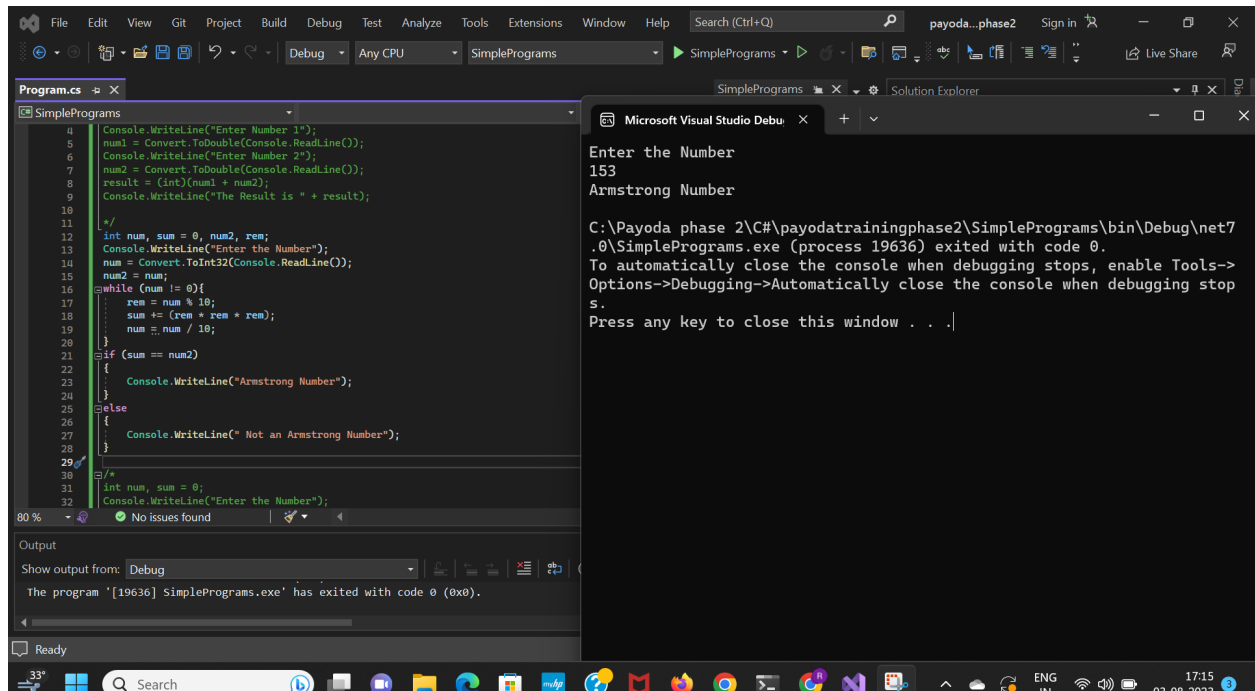 File Edit View Git Project Build Debug Test Analyze Tools Extensions Window Help Search (Ctrl+Q) payoda...phase2 Sign in
Debug Any CPU SimplePrograms SimplePrograms Live Share
Program.cs SimplePrograms Solution Explorer
SimplePrograms
4 Console.WriteLine("Enter Number 1");
5 num1 = Convert.ToDouble(Console.ReadLine());
6 Console.WriteLine("Enter Number 2");
7 num2 = Convert.ToDouble(Console.ReadLine());
8 result = (int)(num1 + num2);
9 Console.WriteLine("The Result is " + result);
10
11 */
12 int num, sum = 0, num2, rem;
13 Console.WriteLine("Enter the Number");
14 num = Convert.ToInt32(Console.ReadLine());
15 num2 = num;
16 while (num != 0){
17 rem = num % 10;
18 sum += (rem * rem * rem);
19 num = num / 10;
20 }
21 if (sum == num2)
22 {
23 Console.WriteLine("Armstrong Number");
24 }
25 else
26 {
27 Console.WriteLine(" Not an Armstrong Number");
28 }
29
30 /*
31 int num, sum = 0;
32 Console.WriteLine("Enter the Number");
80 % No issues found
Output
Show output from: Debug
The program '[19636] SimplePrograms.exe' has exited with code 0 (0x0).
Ready
Microsoft Visual Studio Debu
Enter the Number
153
Armstrong Number
C:\Payoda phase 2\C#\payodatrainingphase2\SimplePrograms\bin\Debug\net7
.0\SimplePrograms.exe (process 19636) exited with code 0.
To automatically close the console when debugging stops, enable Tools->
Options->Debugging->Automatically close the console when debugging stop
s.
Press any key to close this window . . .
33°
Search
myhp
ENG
17:15
3